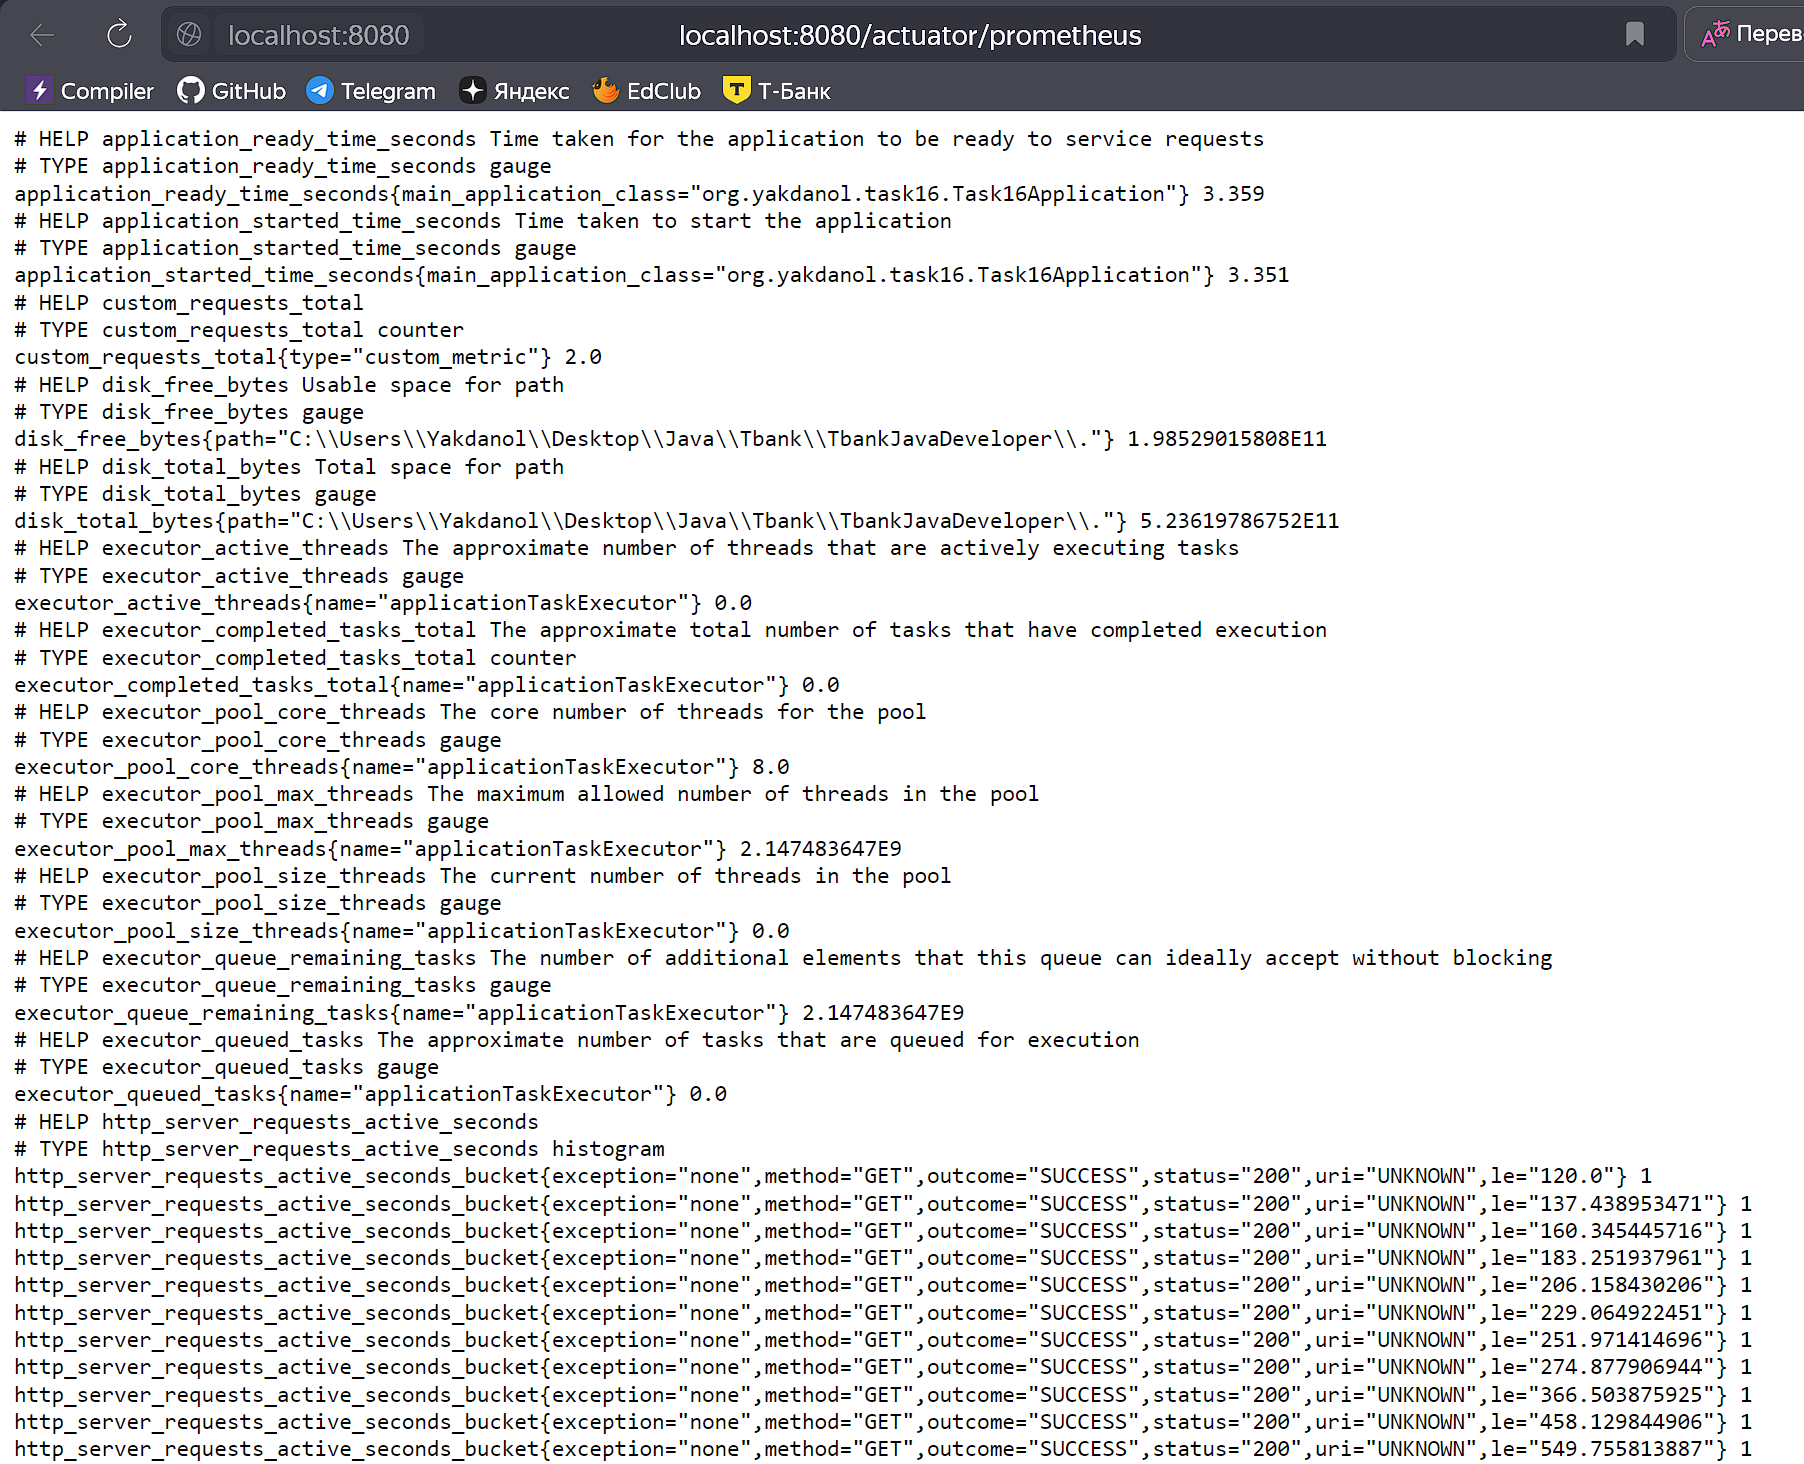 localhost:8080 localhost:8080/actuator/prometheus Перев
Compiler GitHub Telegram Яндекс EdClub Т-Банк
# HELP application_ready_time_seconds Time taken for the application to be ready to service requests
# TYPE application_ready_time_seconds gauge
application_ready_time_seconds{main_application_class="org.yakdanol.task16.Task16Application"} 3.359
# HELP application_started_time_seconds Time taken to start the application
# TYPE application_started_time_seconds gauge
application_started_time_seconds{main_application_class="org.yakdanol.task16.Task16Application"} 3.351
# HELP custom_requests_total
# TYPE custom_requests_total counter
custom_requests_total{type="custom_metric"} 2.0
# HELP disk_free_bytes Usable space for path
# TYPE disk_free_bytes gauge
disk_free_bytes{path="C:\\Users\\Yakdanol\\Desktop\\Java\\Tbank\\TbankJavaDeveloper\\."} 1.98529015808E11
# HELP disk_total_bytes Total space for path
# TYPE disk_total_bytes gauge
disk_total_bytes{path="C:\\Users\\Yakdanol\\Desktop\\Java\\Tbank\\TbankJavaDeveloper\\."} 5.23619786752E11
# HELP executor_active_threads The approximate number of threads that are actively executing tasks
# TYPE executor_active_threads gauge
executor_active_threads{name="applicationTaskExecutor"} 0.0
# HELP executor_completed_tasks_total The approximate total number of tasks that have completed execution
# TYPE executor_completed_tasks_total counter
executor_completed_tasks_total{name="applicationTaskExecutor"} 0.0
# HELP executor_pool_core_threads The core number of threads for the pool
# TYPE executor_pool_core_threads gauge
executor_pool_core_threads{name="applicationTaskExecutor"} 8.0
# HELP executor_pool_max_threads The maximum allowed number of threads in the pool
# TYPE executor_pool_max_threads gauge
executor_pool_max_threads{name="applicationTaskExecutor"} 2.147483647E9
# HELP executor_pool_size_threads The current number of threads in the pool
# TYPE executor_pool_size_threads gauge
executor_pool_size_threads{name="applicationTaskExecutor"} 0.0
# HELP executor_queue_remaining_tasks The number of additional elements that this queue can ideally accept without blocking
# TYPE executor_queue_remaining_tasks gauge
executor_queue_remaining_tasks{name="applicationTaskExecutor"} 2.147483647E9
# HELP executor_queued_tasks The approximate number of tasks that are queued for execution
# TYPE executor_queued_tasks gauge
executor_queued_tasks{name="applicationTaskExecutor"} 0.0
# HELP http_server_requests_active_seconds
# TYPE http_server_requests_active_seconds histogram
http_server_requests_active_seconds_bucket{exception="none",method="GET",outcome="SUCCESS",status="200",uri="UNKNOWN",le="120.0"} 1
http_server_requests_active_seconds_bucket{exception="none",method="GET",outcome="SUCCESS",status="200",uri="UNKNOWN",le="137.438953471"} 1
http_server_requests_active_seconds_bucket{exception="none",method="GET",outcome="SUCCESS",status="200",uri="UNKNOWN",le="160.345445716"} 1
http_server_requests_active_seconds_bucket{exception="none",method="GET",outcome="SUCCESS",status="200",uri="UNKNOWN",le="183.251937961"} 1
http_server_requests_active_seconds_bucket{exception="none",method="GET",outcome="SUCCESS",status="200",uri="UNKNOWN",le="206.158430206"} 1
http_server_requests_active_seconds_bucket{exception="none",method="GET",outcome="SUCCESS",status="200",uri="UNKNOWN",le="229.064922451"} 1
http_server_requests_active_seconds_bucket{exception="none",method="GET",outcome="SUCCESS",status="200",uri="UNKNOWN",le="251.971414696"} 1
http_server_requests_active_seconds_bucket{exception="none",method="GET",outcome="SUCCESS",status="200",uri="UNKNOWN",le="274.877906944"} 1
http_server_requests_active_seconds_bucket{exception="none",method="GET",outcome="SUCCESS",status="200",uri="UNKNOWN",le="366.503875925"} 1
http_server_requests_active_seconds_bucket{exception="none",method="GET",outcome="SUCCESS",status="200",uri="UNKNOWN",le="458.129844906"} 1
http_server_requests_active_seconds_bucket{exception="none",method="GET",outcome="SUCCESS",status="200",uri="UNKNOWN",le="549.755813887"} 1